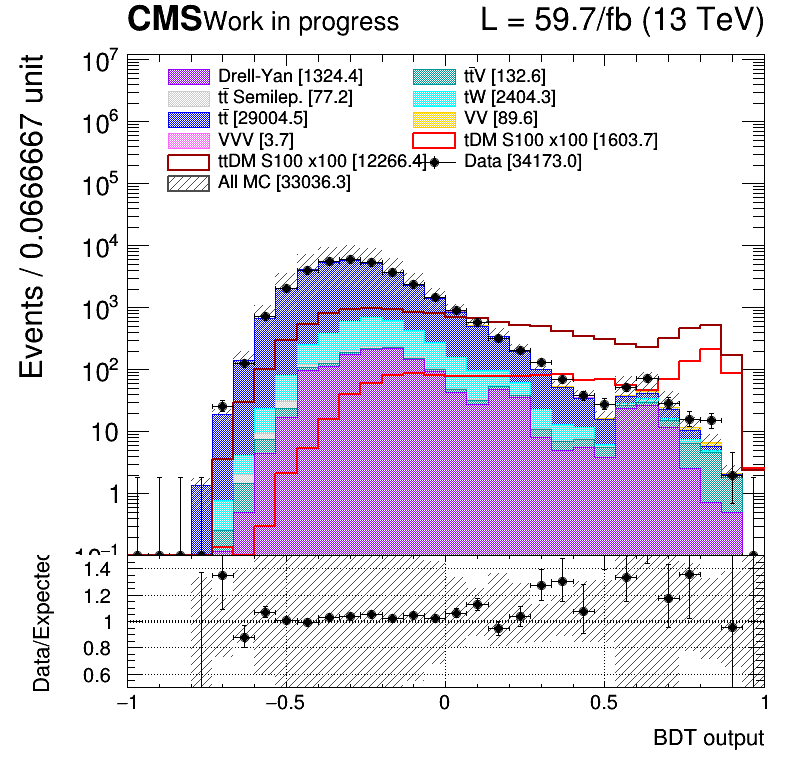 CMS Work in progress L = 59.7/fb (13 TeV)
Events / 0.0666667 unit
10⁷
10⁶
10⁵
10⁴
10³
10²
10
1
10⁻¹
Drell-Yan [1324.4]
tt̄V [132.6]
tt̄ Semilep. [77.2]
tW [2404.3]
tt̄ [29004.5]
VV [89.6]
VVV [3.7]
tDM S100 x100 [1603.7]
ttDM S100 x100 [12266.4]
Data [34173.0]
All MC [33036.3]
Data/Expected
1.4
1.2
1
0.8
0.6
−1 −0.5 0 0.5 1
BDT output